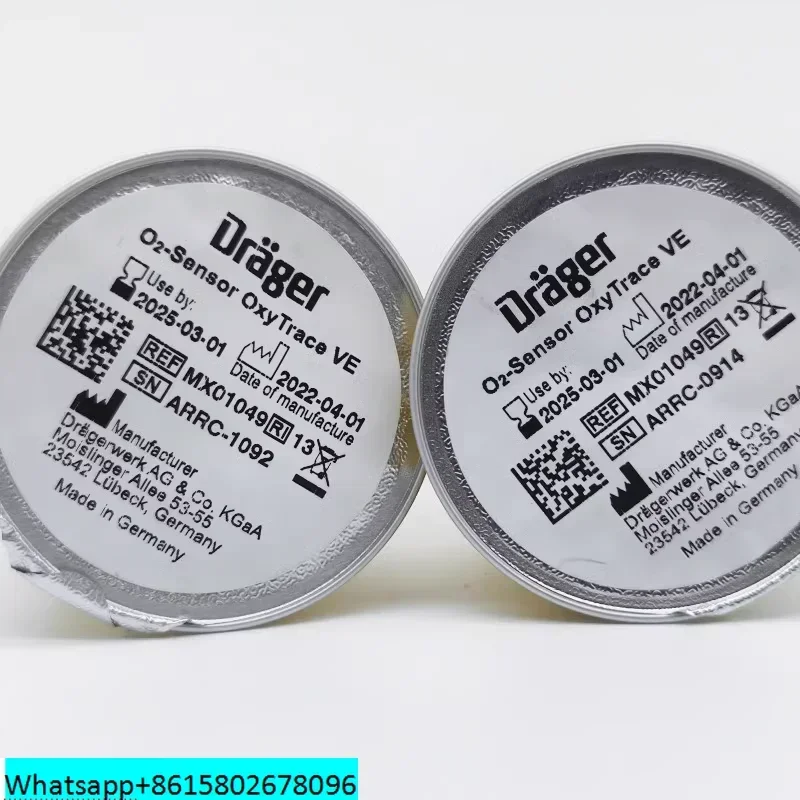 Dräger
O₂-Sensor OxyTrace VE
Use by:
2025-03-01
2022-04-01
Date of manufacture
REF MX01049 RI 13
SN ARRC-1092
Manufacturer
Drägerwerk AG & Co. KGaA
Moislinger Allee 53-55
23542 Lübeck, Germany
Made in Germany
Dräger
O₂-Sensor OxyTrace VE
Use by:
2025-03-01
2022-04-01
Date of manufacture
REF MX01049 RI 13
SN ARRC-0914
Manufacturer
Drägerwerk AG & Co. KGaA
Moislinger Allee 53-55
23542 Lübeck, Germany
Made in Germany
Whatsapp+8615802678096